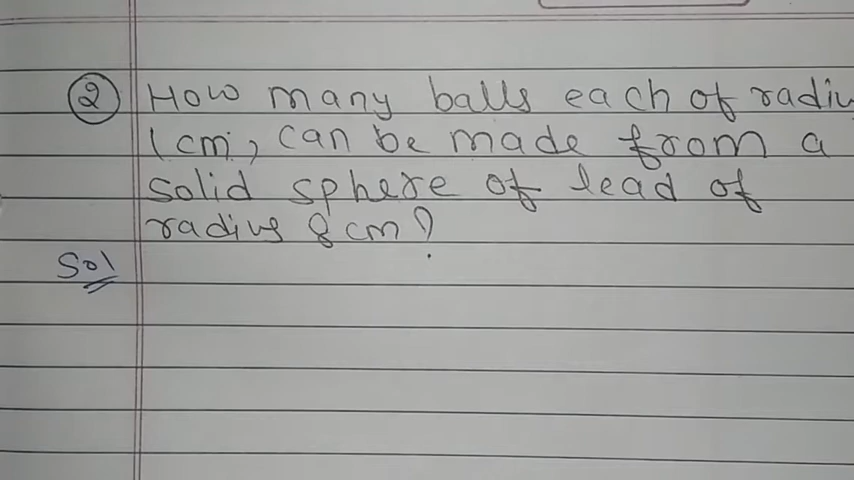 ② How many balls each of radiu
1cm, can be made from a
solid sphere of lead of
radius 8cm?
Sol